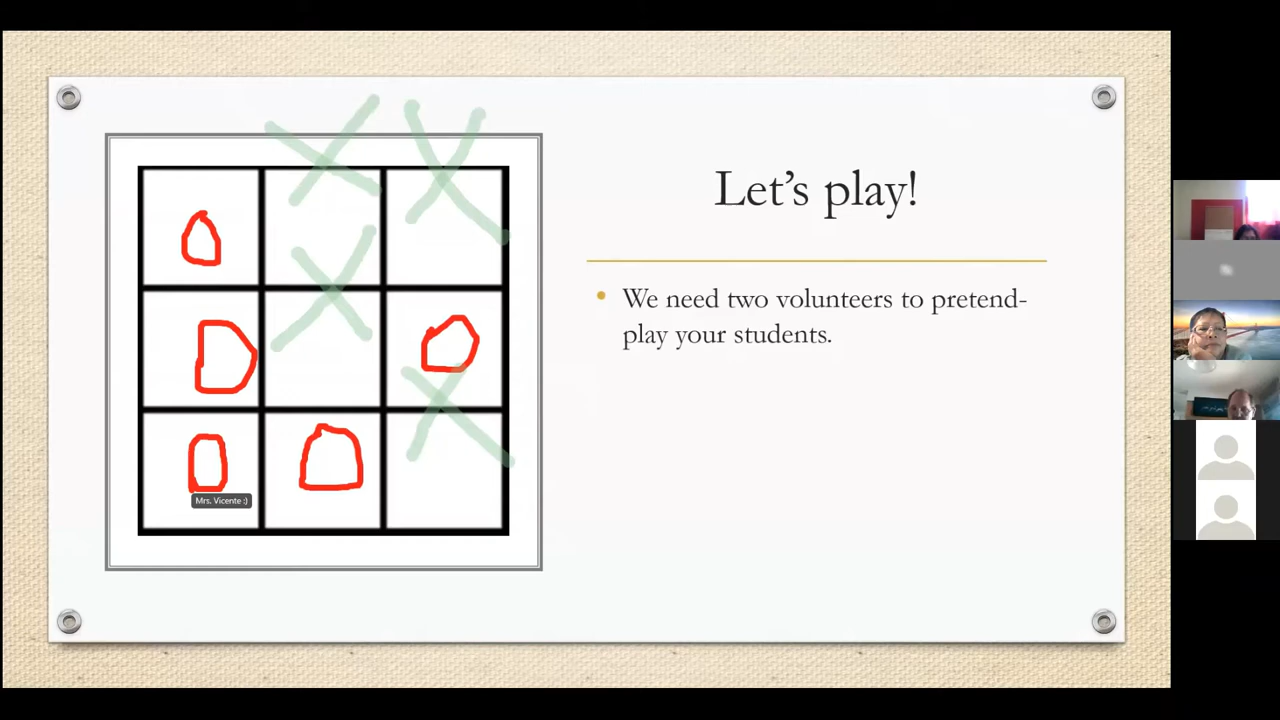 Let's play!
• We need two volunteers to pretend-
play your students.
Mrs. Vicente :)